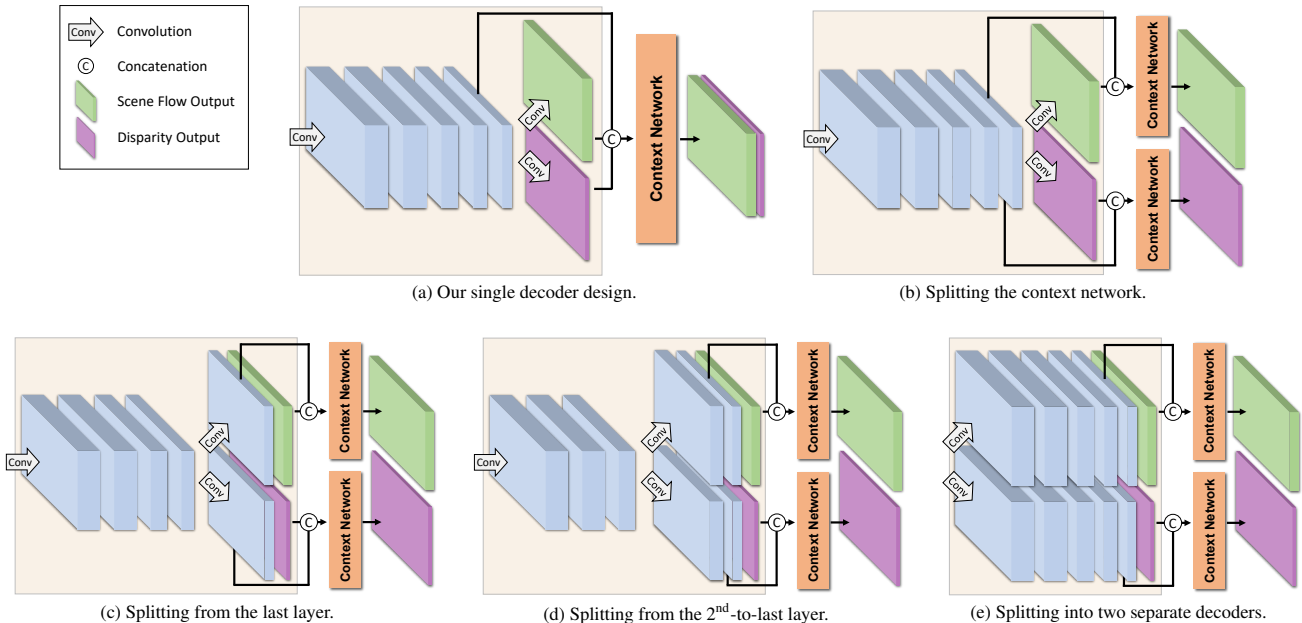 Conv
Convolution
C
Concatenation
Scene Flow Output
Disparity Output
Conv
Conv
Conv
C
Context Network
(a) Our single decoder design.
Conv
Conv
Conv
C
C
Context Network
Context Network
(b) Splitting the context network.
Conv
Conv
Conv
C
C
Context Network
Context Network
(c) Splitting from the last layer.
Conv
Conv
Conv
C
C
Context Network
Context Network
(d) Splitting from the 2nd-to-last layer.
Conv
Conv
C
C
Context Network
Context Network
(e) Splitting into two separate decoders.